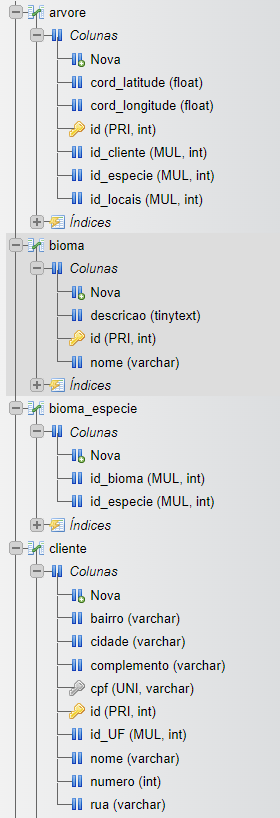 arvore
Colunas
Nova
cord_latitude (float)
cord_longitude (float)
id (PRI, int)
id_cliente (MUL, int)
id_especie (MUL, int)
id_locais (MUL, int)
Índices
bioma
Colunas
Nova
descricao (tinytext)
id (PRI, int)
nome (varchar)
Índices
bioma_especie
Colunas
Nova
id_bioma (MUL, int)
id_especie (MUL, int)
Índices
cliente
Colunas
Nova
bairro (varchar)
cidade (varchar)
complemento (varchar)
cpf (UNI, varchar)
id (PRI, int)
id_UF (MUL, int)
nome (varchar)
numero (int)
rua (varchar)